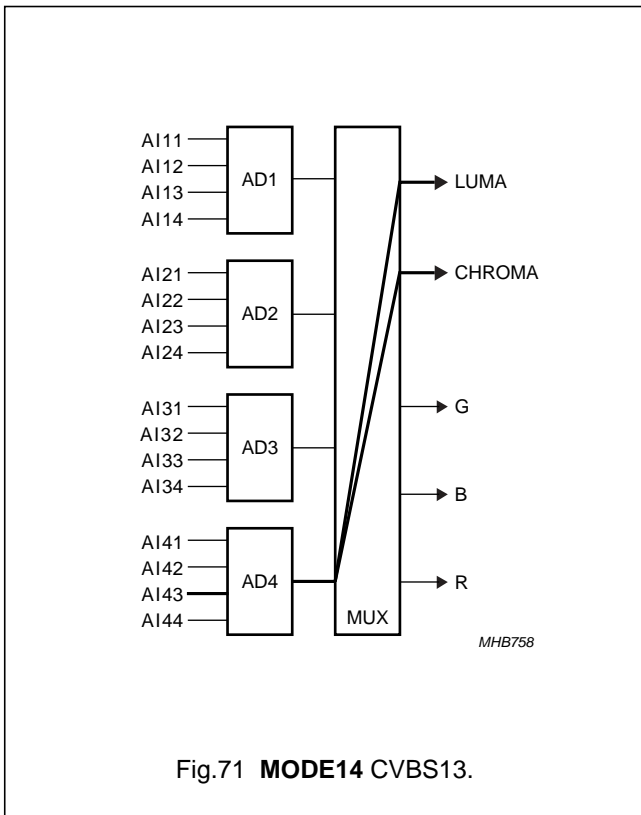 AI11
AI12
AI13
AI14
AD1
AI21
AI22
AI23
AI24
AD2
AI31
AI32
AI33
AI34
AD3
AI41
AI42
AI43
AI44
AD4
MUX
LUMA
CHROMA
G
B
R
MHB758
Fig.71 MODE14 CVBS13.